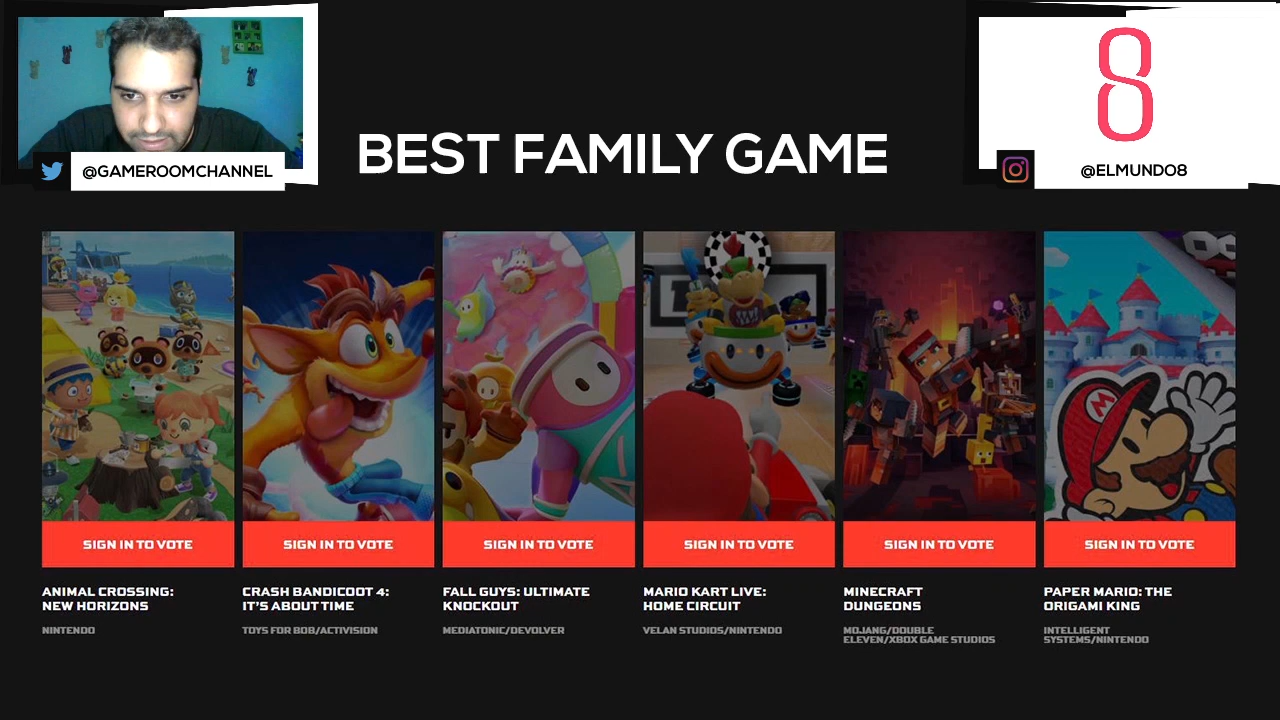 8
@GAMEROOMCHANNEL
@ELMUNDO8
BEST FAMILY GAME
SIGN IN TO VOTE
SIGN IN TO VOTE
SIGN IN TO VOTE
SIGN IN TO VOTE
SIGN IN TO VOTE
SIGN IN TO VOTE
ANIMAL CROSSING:
NEW HORIZONS
NINTENDO
CRASH BANDICOOT 4:
IT'S ABOUT TIME
TOYS FOR BOB/ACTIVISION
FALL GUYS: ULTIMATE
KNOCKOUT
MEDIATONIC/DEVOLVER
MARIO KART LIVE:
HOME CIRCUIT
VELAN STUDIOS/NINTENDO
MINECRAFT
DUNGEONS
MOJANG/DOUBLE
ELEVEN/XBOX GAME STUDIOS
PAPER MARIO: THE
ORIGAMI KING
INTELLIGENT
SYSTEMS/NINTENDO